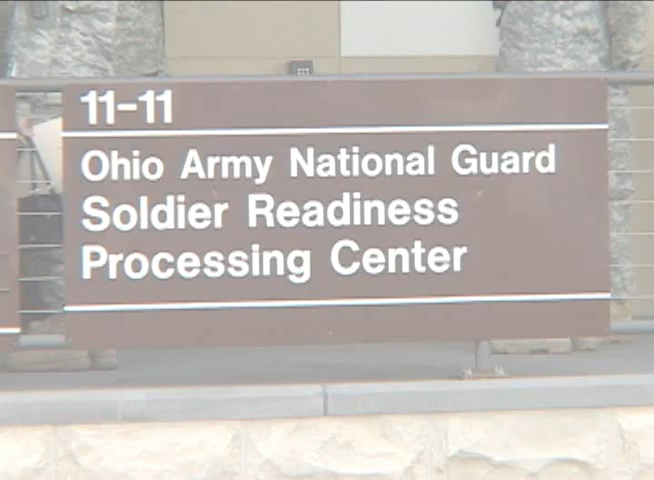 11-11
Ohio Army National Guard
Soldier Readiness
Processing Center